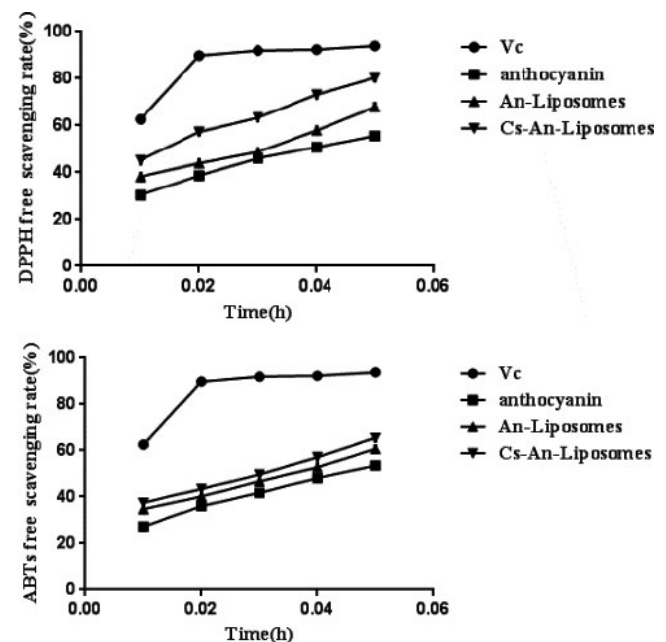 DPPH free scavenging rate(%)
100
80
60
40
20
0
0.00 0.02 0.04 0.06
Time(h)
Vc
anthocyanin
An-Liposomes
Cs-An-Liposomes
ABTs free scavenging rate(%)
100
80
60
40
20
0
0.00 0.02 0.04 0.06
Time(h)
Vc
anthocyanin
An-Liposomes
Cs-An-Liposomes